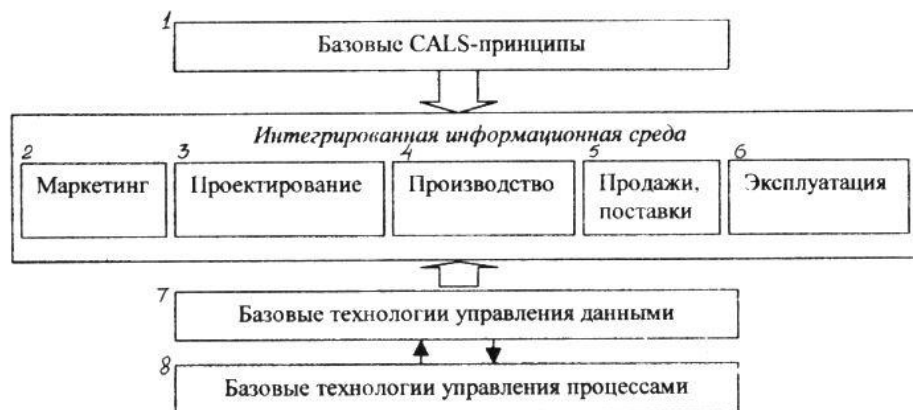 1
Базовые CALS-принципы
Интегрированная информационная среда
2 3 4 5 6
Маркетинг Проектирование Производство Продажи, Эксплуатация
поставки
7
Базовые технологии управления данными
8
Базовые технологии управления процессами